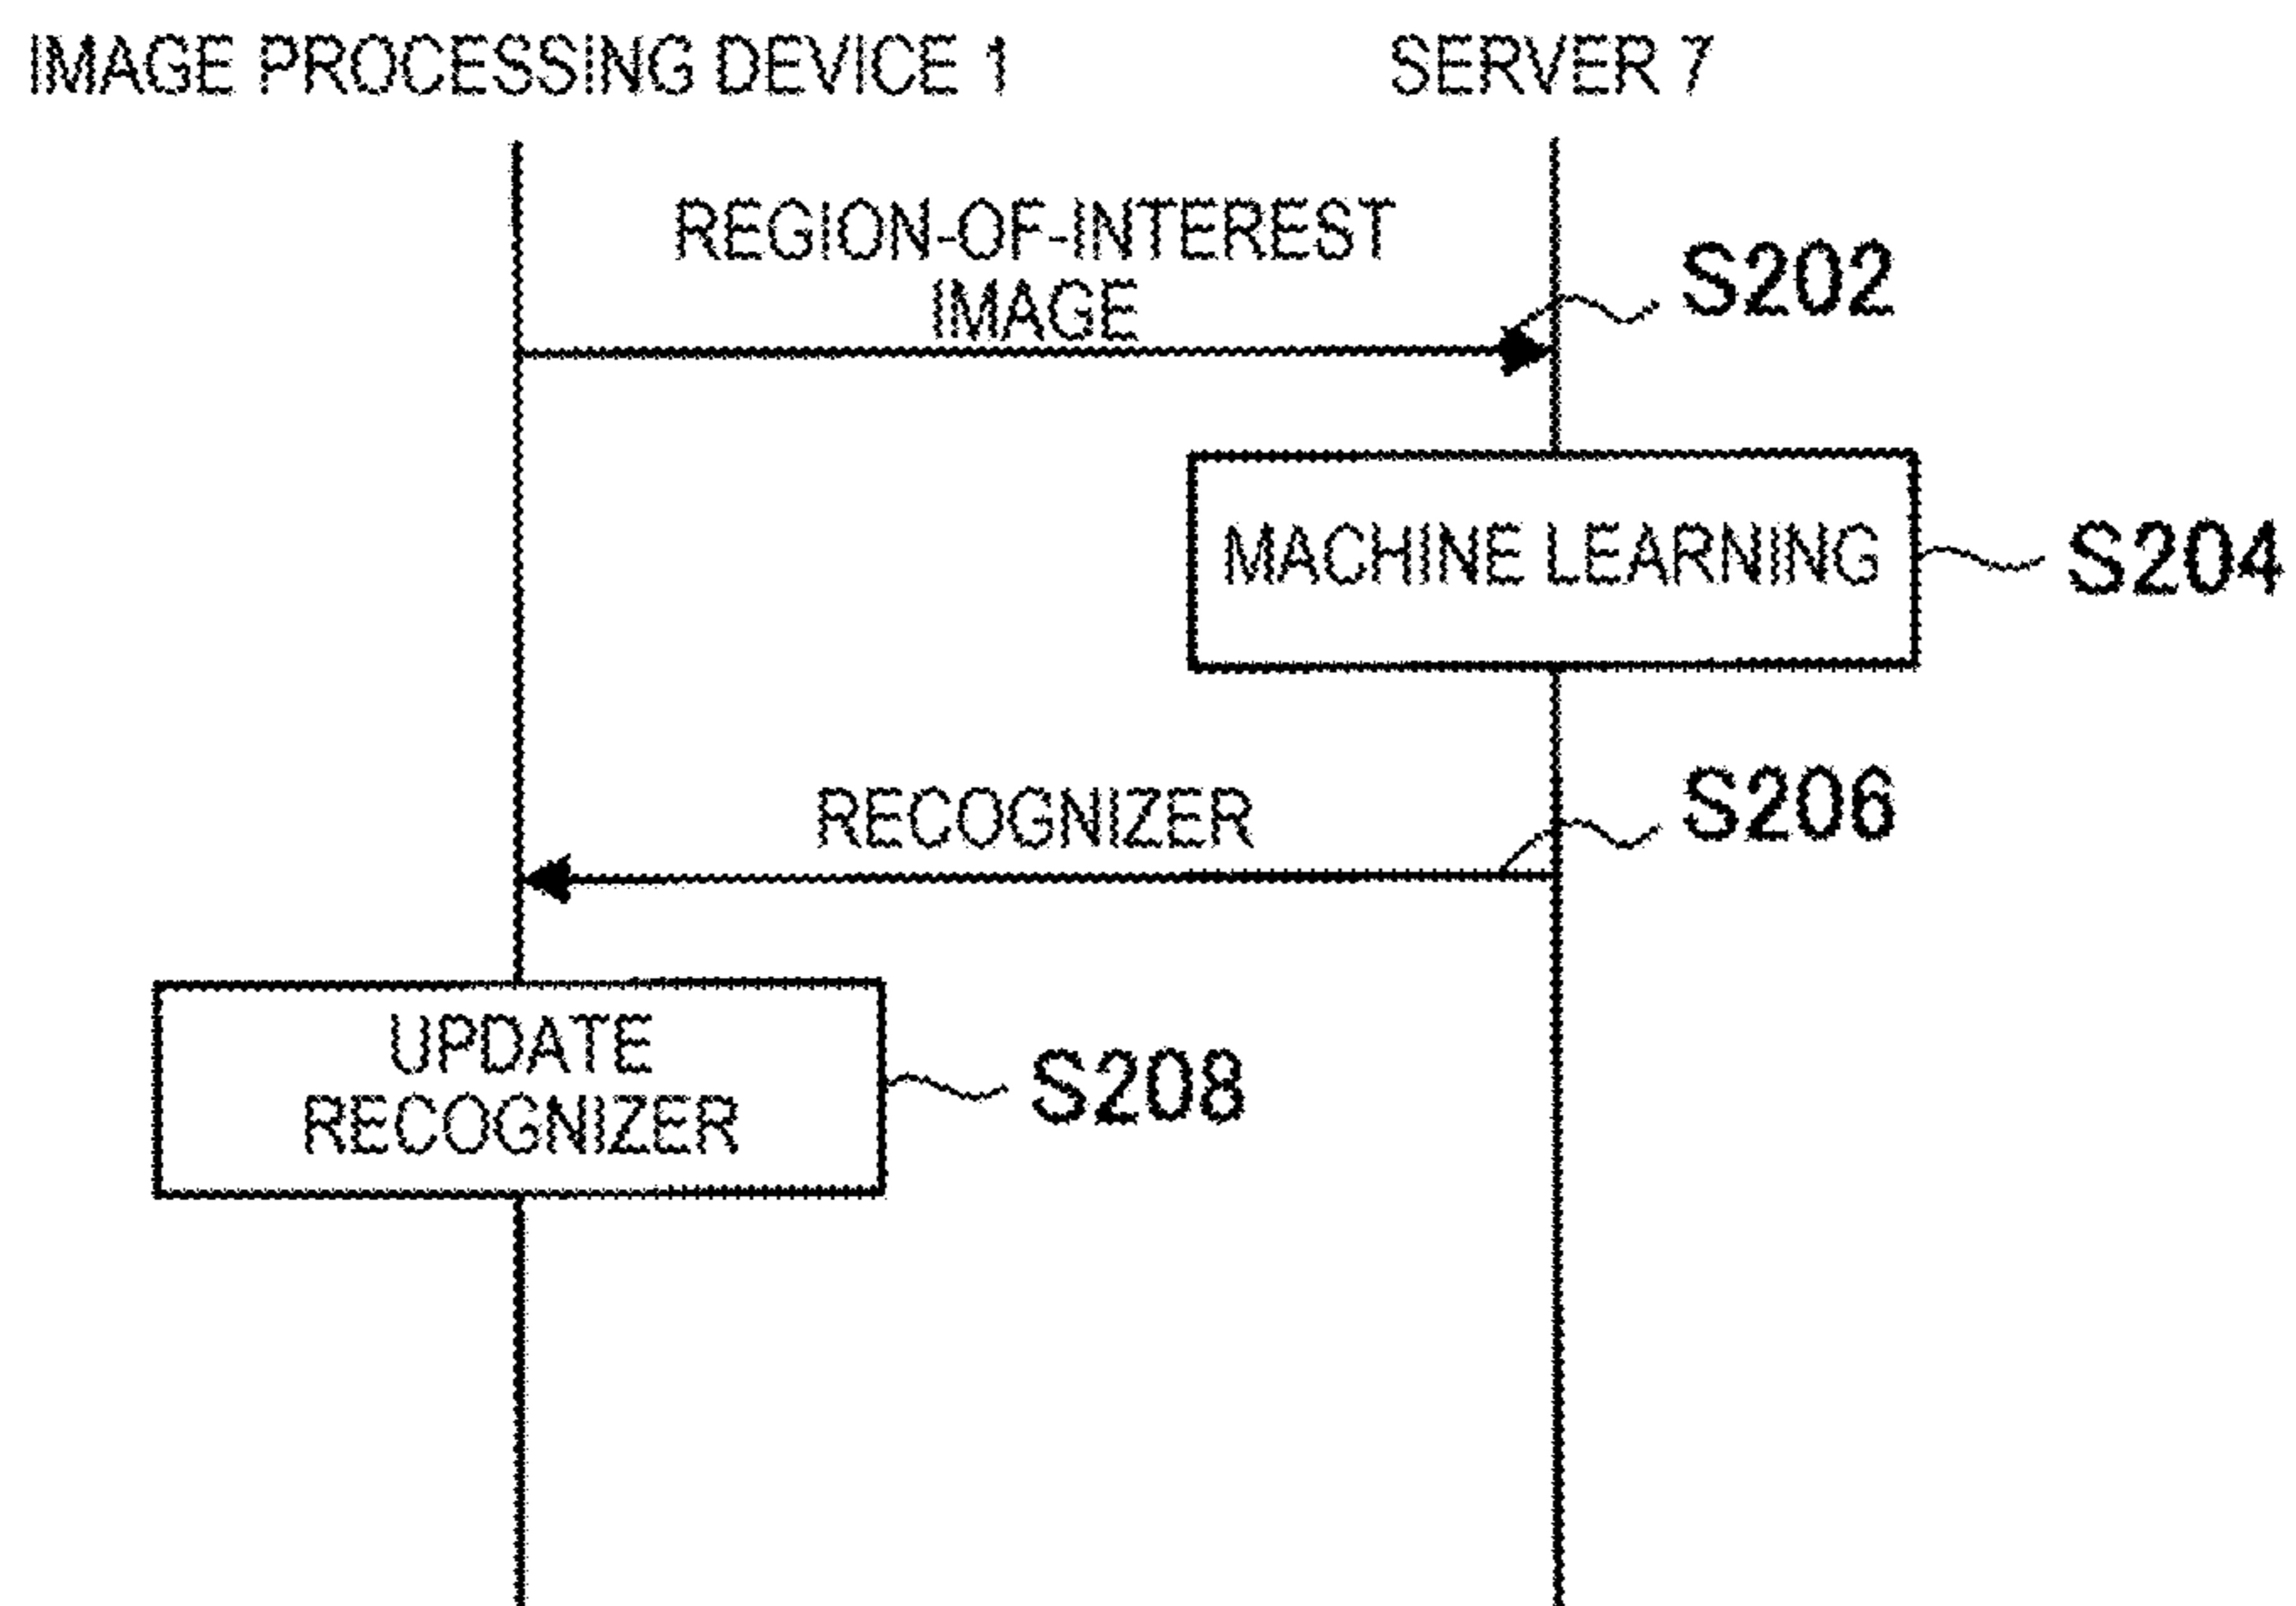 IMAGE PROCESSING DEVICE 1
SERVER 7
REGION-OF-INTEREST
IMAGE
S202
MACHINE LEARNING
S204
RECOGNIZER
S206
UPDATE
RECOGNIZER
S208